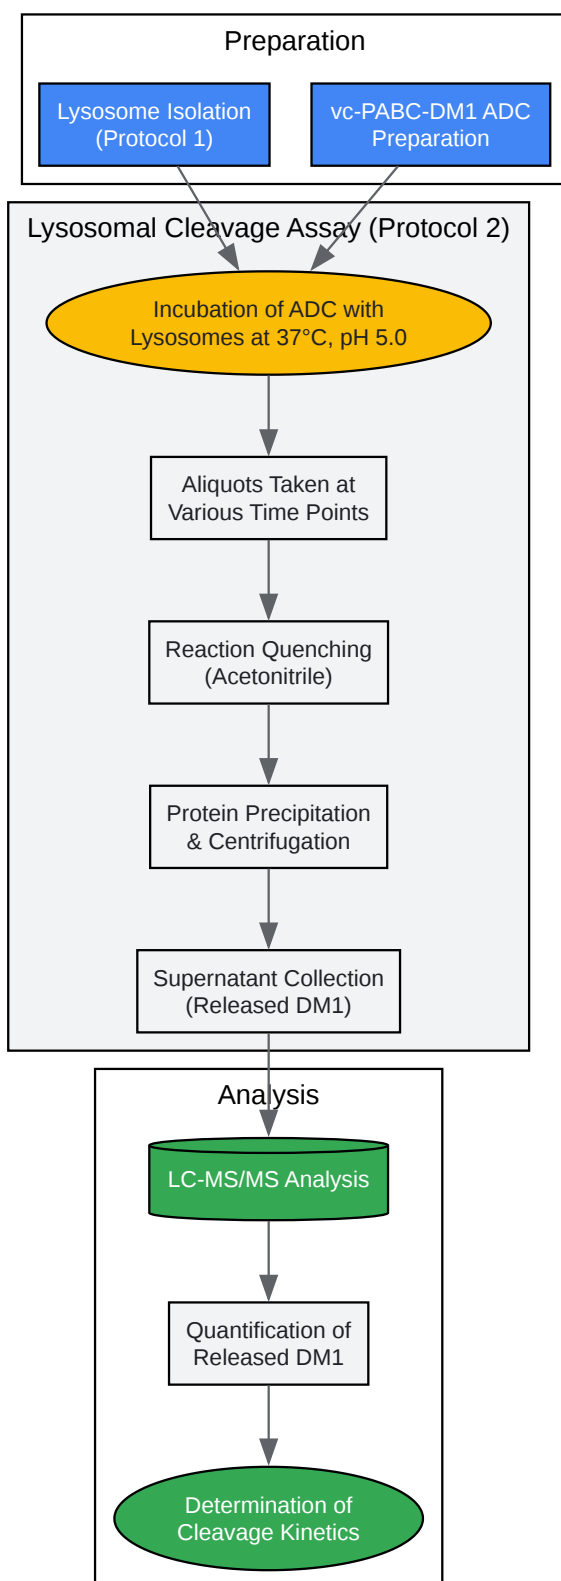 Preparation
Lysosome Isolation
(Protocol 1)
vc-PABC-DM1 ADC
Preparation
Lysosomal Cleavage Assay (Protocol 2)
Incubation of ADC with
Lysosomes at 37°C, pH 5.0
Aliquots Taken at
Various Time Points
Reaction Quenching
(Acetonitrile)
Protein Precipitation
& Centrifugation
Supernatant Collection
(Released DM1)
Analysis
LC-MS/MS Analysis
Quantification of
Released DM1
Determination of
Cleavage Kinetics